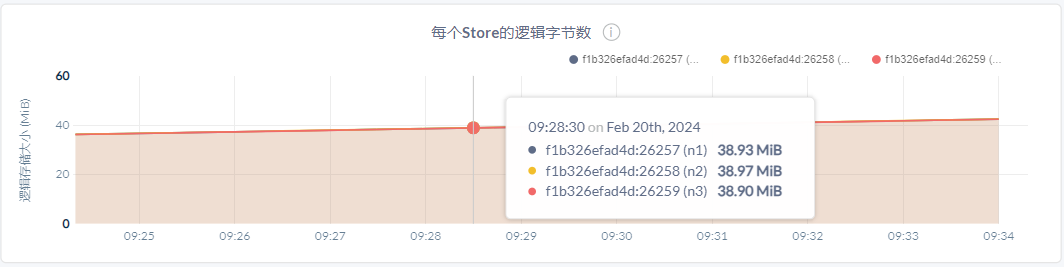 每个Store的逻辑字节数
f1b326efad4d:26257 (... f1b326efad4d:26258 (... f1b326efad4d:26259 (...
逻辑存储大小 (MiB)
60
40
20
0
09:28:30 on Feb 20th, 2024
f1b326efad4d:26257 (n1) 38.93 MiB
f1b326efad4d:26258 (n2) 38.97 MiB
f1b326efad4d:26259 (n3) 38.90 MiB
09:25 09:26 09:27 09:28 09:29 09:30 09:31 09:32 09:33 09:34